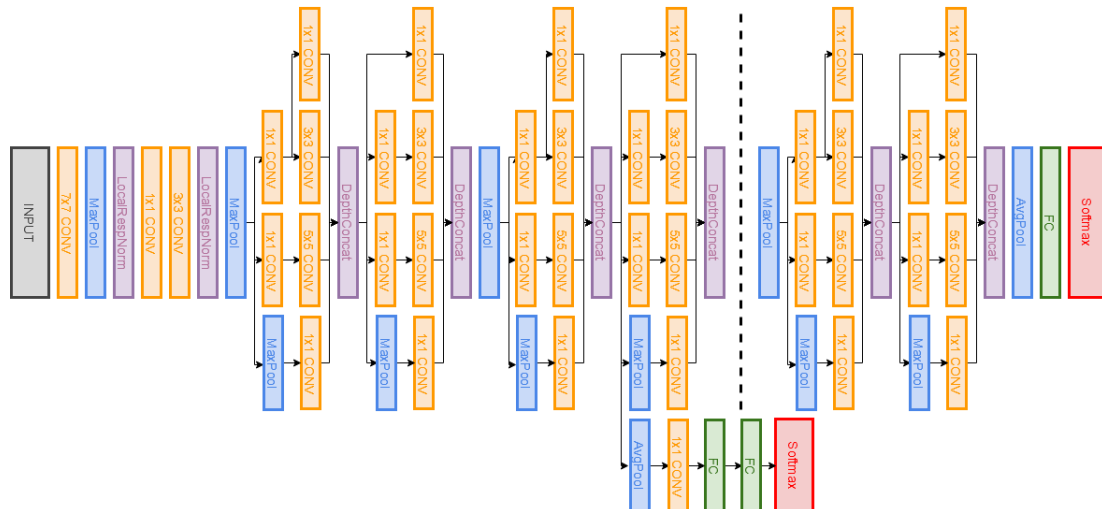 INPUT
7x7 CONV
MaxPool
LocalRespNorm
1x1 CONV
3x3 CONV
LocalRespNorm
MaxPool
1x1 CONV
1x1 CONV
MaxPool
1x1 CONV
3x3 CONV
5x5 CONV
1x1 CONV
DepthConcat
1x1 CONV
1x1 CONV
MaxPool
1x1 CONV
3x3 CONV
5x5 CONV
1x1 CONV
DepthConcat
MaxPool
1x1 CONV
1x1 CONV
MaxPool
1x1 CONV
3x3 CONV
5x5 CONV
1x1 CONV
DepthConcat
1x1 CONV
1x1 CONV
MaxPool
AvgPool
1x1 CONV
3x3 CONV
5x5 CONV
1x1 CONV
1x1 CONV
DepthConcat
FC
FC
Softmax
MaxPool
1x1 CONV
1x1 CONV
MaxPool
1x1 CONV
3x3 CONV
5x5 CONV
1x1 CONV
DepthConcat
1x1 CONV
1x1 CONV
MaxPool
1x1 CONV
3x3 CONV
5x5 CONV
1x1 CONV
DepthConcat
AvgPool
FC
Softmax